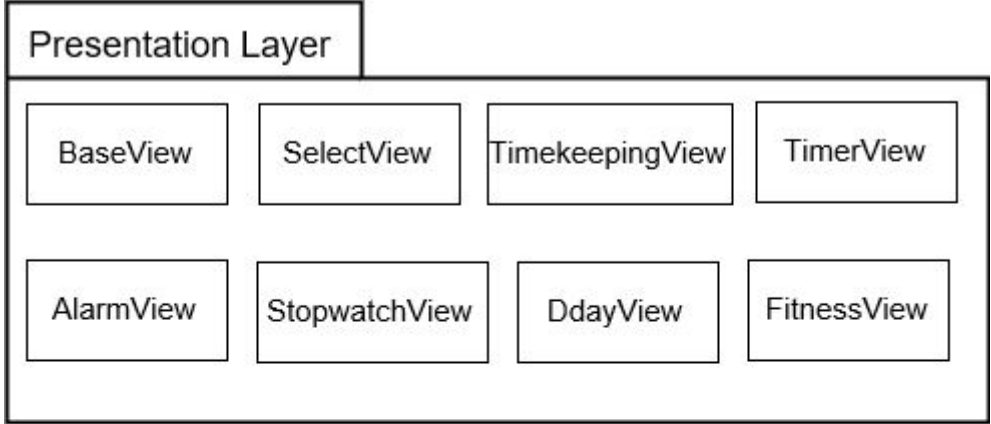 Presentation Layer
BaseView
SelectView
TimekeepingView
TimerView
AlarmView
StopwatchView
DdayView
FitnessView